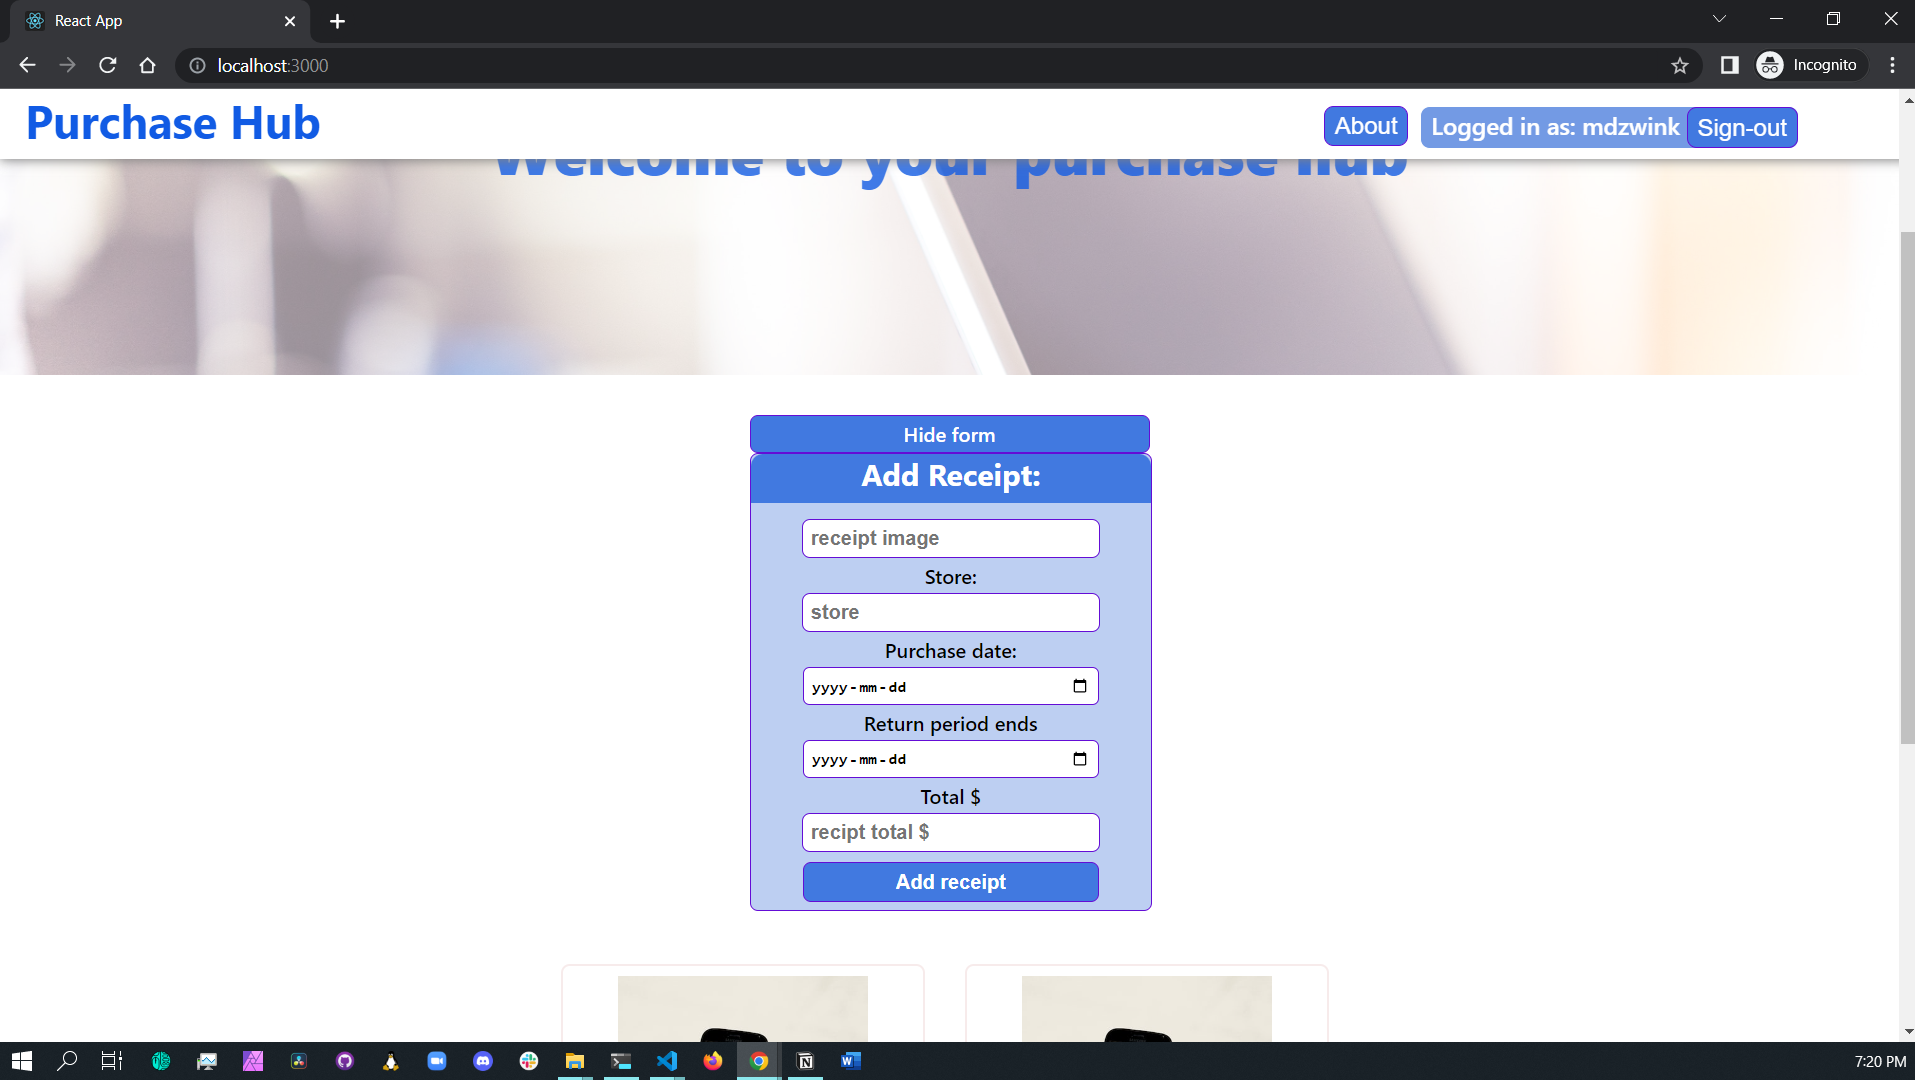 React App
localhost:3000
Incognito
Purchase Hub
About
Logged in as: mdzwink
Sign-out
Welcome to your purchase hub
Hide form
Add Receipt:
receipt image
Store:
store
Purchase date:
yyyy-mm-dd
Return period ends
yyyy-mm-dd
Total $
recipt total $
Add receipt
7:20 PM